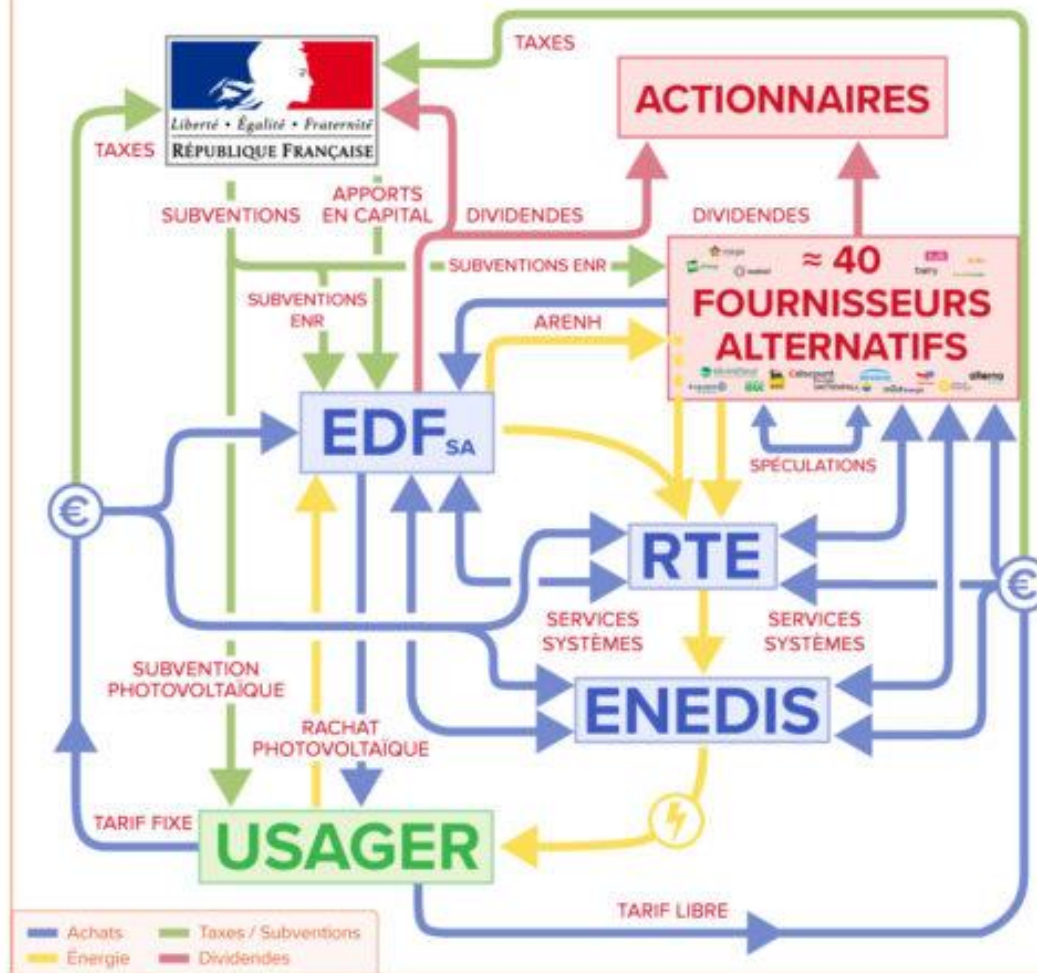 TAXES
ACTIONNAIRES
Liberté • Égalité • Fraternité
RÉPUBLIQUE FRANÇAISE
TAXES
SUBVENTIONS
APPORTS
EN CAPITAL
DIVIDENDES
DIVIDENDES
SUBVENTIONS ENR
SUBVENTIONS
ENR
≈ 40
FOURNISSEURS
ALTERNATIFS
ARENH
EDF SA
SPÉCULATIONS
€
RTE
€
SERVICES
SYSTÈMES
SERVICES
SYSTÈMES
SUBVENTION
PHOTOVOLTAÏQUE
ENEDIS
RACHAT
PHOTOVOLTAÏQUE
TARIF FIXE
USAGER
TARIF LIBRE
Achats
Taxes / Subventions
Énergie
Dividendes